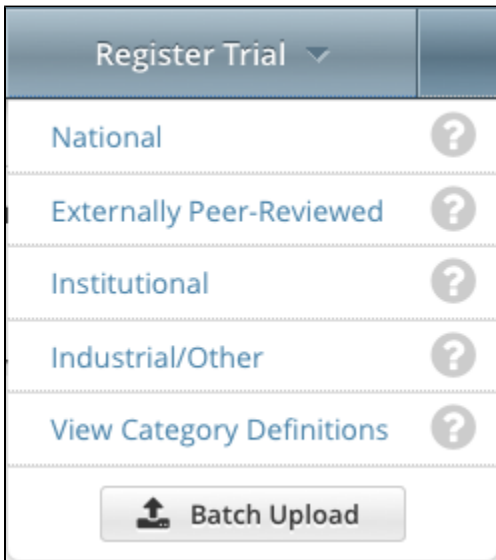 Register Trial
National
Externally Peer-Reviewed
Institutional
Industrial/Other
View Category Definitions
Batch Upload